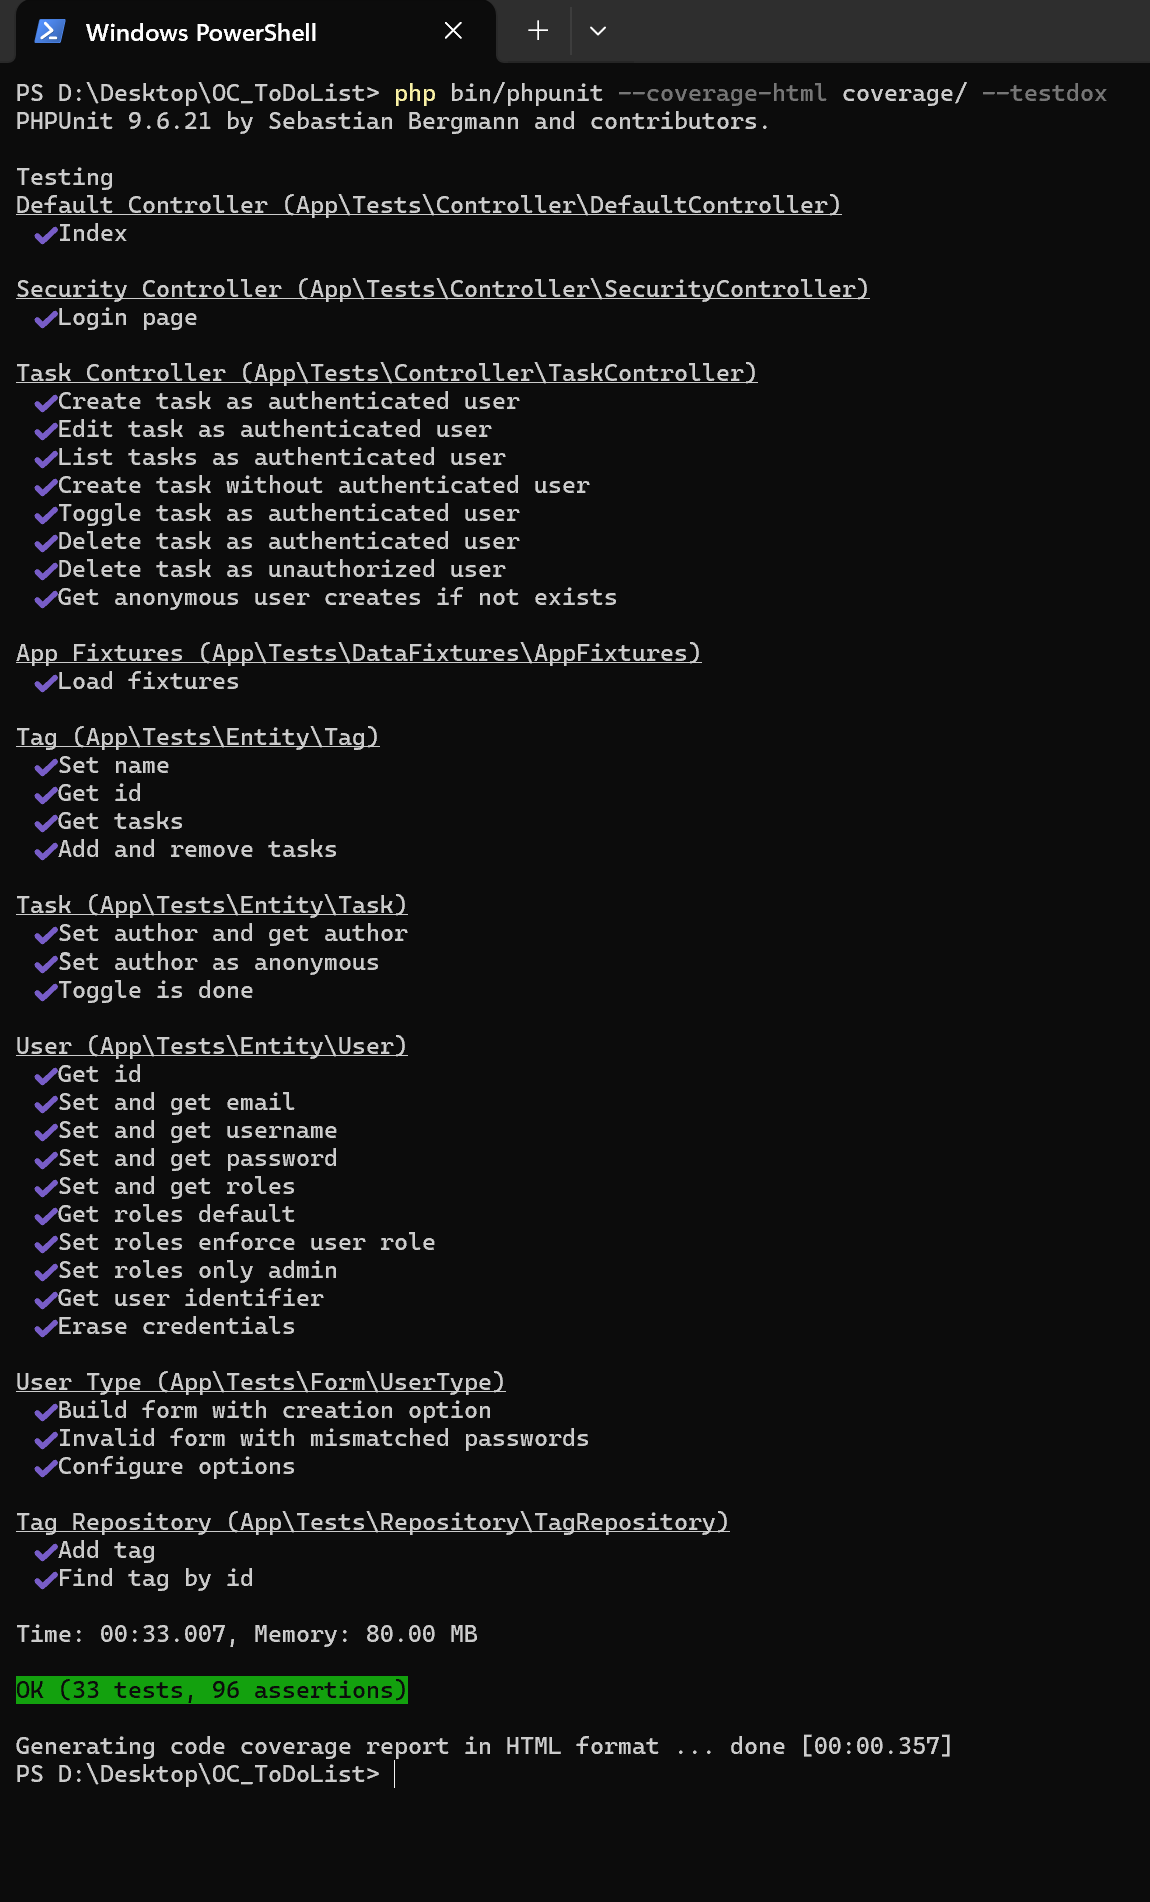 Windows PowerShell
PS D:\Desktop\OC_ToDoList> php bin/phpunit --coverage-html coverage/ --testdox
PHPUnit 9.6.21 by Sebastian Bergmann and contributors.
Testing
Default Controller (App\Tests\Controller\DefaultController)
✔Index
Security Controller (App\Tests\Controller\SecurityController)
✔Login page
Task Controller (App\Tests\Controller\TaskController)
✔Create task as authenticated user
✔Edit task as authenticated user
✔List tasks as authenticated user
✔Create task without authenticated user
✔Toggle task as authenticated user
✔Delete task as authenticated user
✔Delete task as unauthorized user
✔Get anonymous user creates if not exists
App Fixtures (App\Tests\DataFixtures\AppFixtures)
✔Load fixtures
Tag (App\Tests\Entity\Tag)
✔Set name
✔Get id
✔Get tasks
✔Add and remove tasks
Task (App\Tests\Entity\Task)
✔Set author and get author
✔Set author as anonymous
✔Toggle is done
User (App\Tests\Entity\User)
✔Get id
✔Set and get email
✔Set and get username
✔Set and get password
✔Set and get roles
✔Get roles default
✔Set roles enforce user role
✔Set roles only admin
✔Get user identifier
✔Erase credentials
User Type (App\Tests\Form\UserType)
✔Build form with creation option
✔Invalid form with mismatched passwords
✔Configure options
Tag Repository (App\Tests\Repository\TagRepository)
✔Add tag
✔Find tag by id
Time: 00:33.007, Memory: 80.00 MB
OK (33 tests, 96 assertions)
Generating code coverage report in HTML format ... done [00:00.357]
PS D:\Desktop\OC_ToDoList>